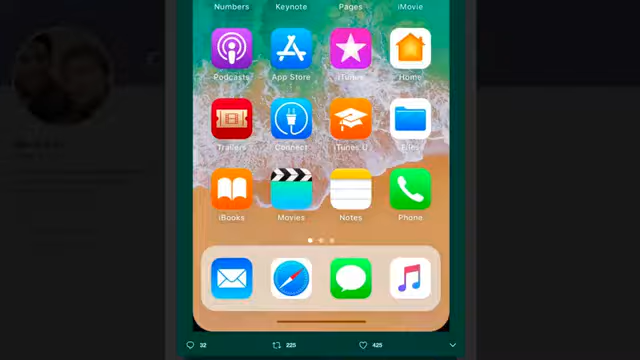 Numbers Keynote Pages iMovie
Podcasts App Store iTunes Home
Trailers Connect iTunes U Files
iBooks Movies Notes Phone
32 225 425